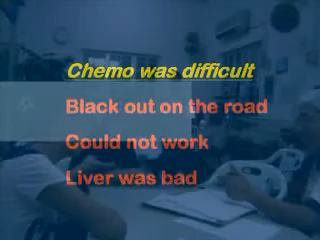 Chemo was difficult
Black out on the road
Could not work
Liver was bad